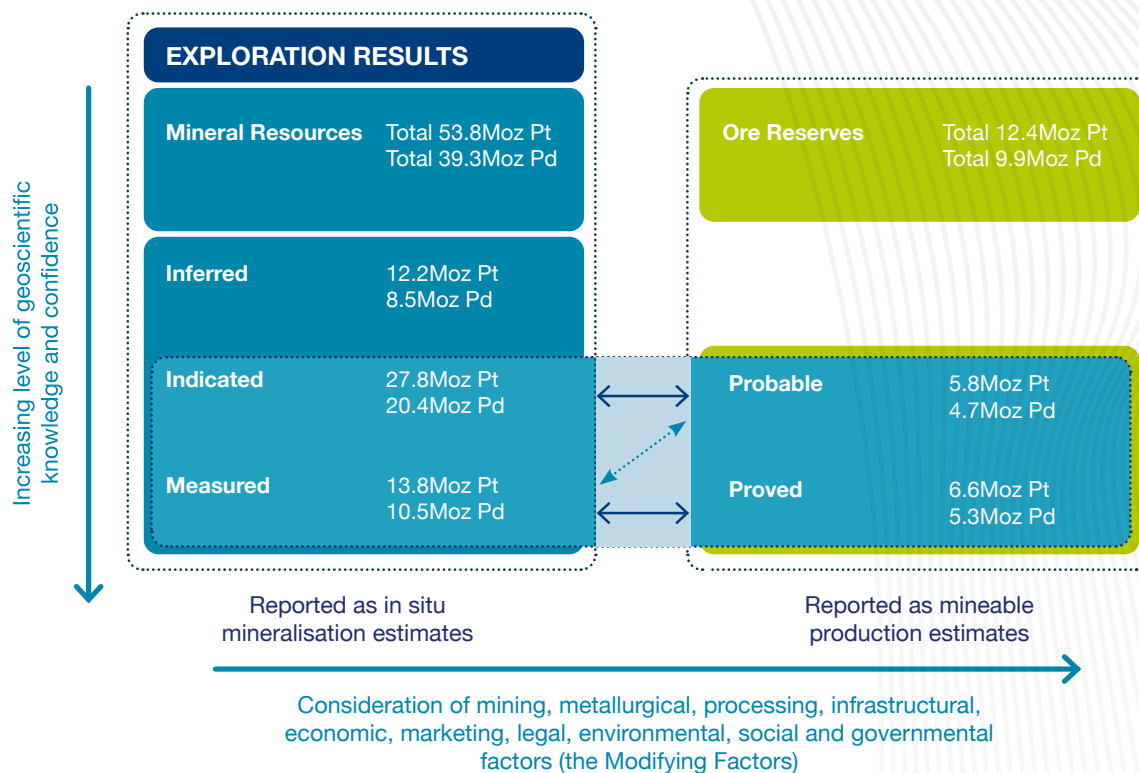 EXPLORATION RESULTS
Mineral Resources Total 53.8Moz Pt
Total 39.3Moz Pd
Ore Reserves Total 12.4Moz Pt
Total 9.9Moz Pd
Increasing level of geoscientific
knowledge and confidence
Inferred 12.2Moz Pt
8.5Moz Pd
Indicated 27.8Moz Pt
20.4Moz Pd
Probable 5.8Moz Pt
4.7Moz Pd
Measured 13.8Moz Pt
10.5Moz Pd
Proved 6.6Moz Pt
5.3Moz Pd
Reported as in situ
mineralisation estimates
Reported as mineable
production estimates
Consideration of mining, metallurgical, processing, infrastructural,
economic, marketing, legal, environmental, social and governmental
factors (the Modifying Factors)